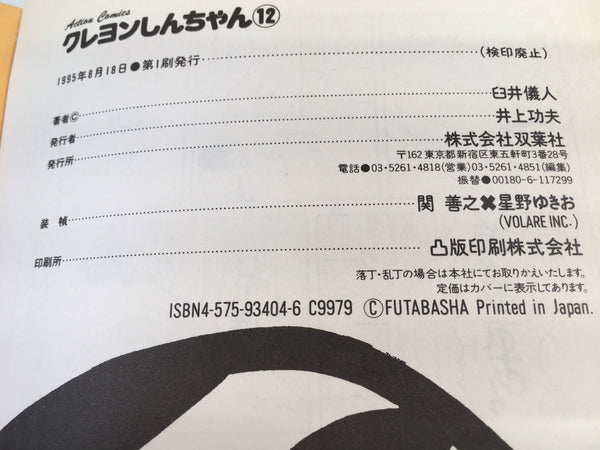 Action Comics
クレヨンしんちゃん⑫
1995年8月18日●第1刷発行 (検印廃止)
著者© 臼井儀人
発行者 井上功夫
発行所 株式会社双葉社
〒162 東京都新宿区東五軒町3番28号
電話●03・5261・4818(営業)03・5261・4851(編集)
振替●00180-6-117299
装幀 関 善之✖星野ゆきお
(VOLARE INC.)
印刷所 凸版印刷株式会社
落丁・乱丁の場合は本社にてお取りかえいたします。
定価はカバーに表示してあります。
ISBN4-575-93404-6 C9979 ©FUTABASHA Printed in Japan.